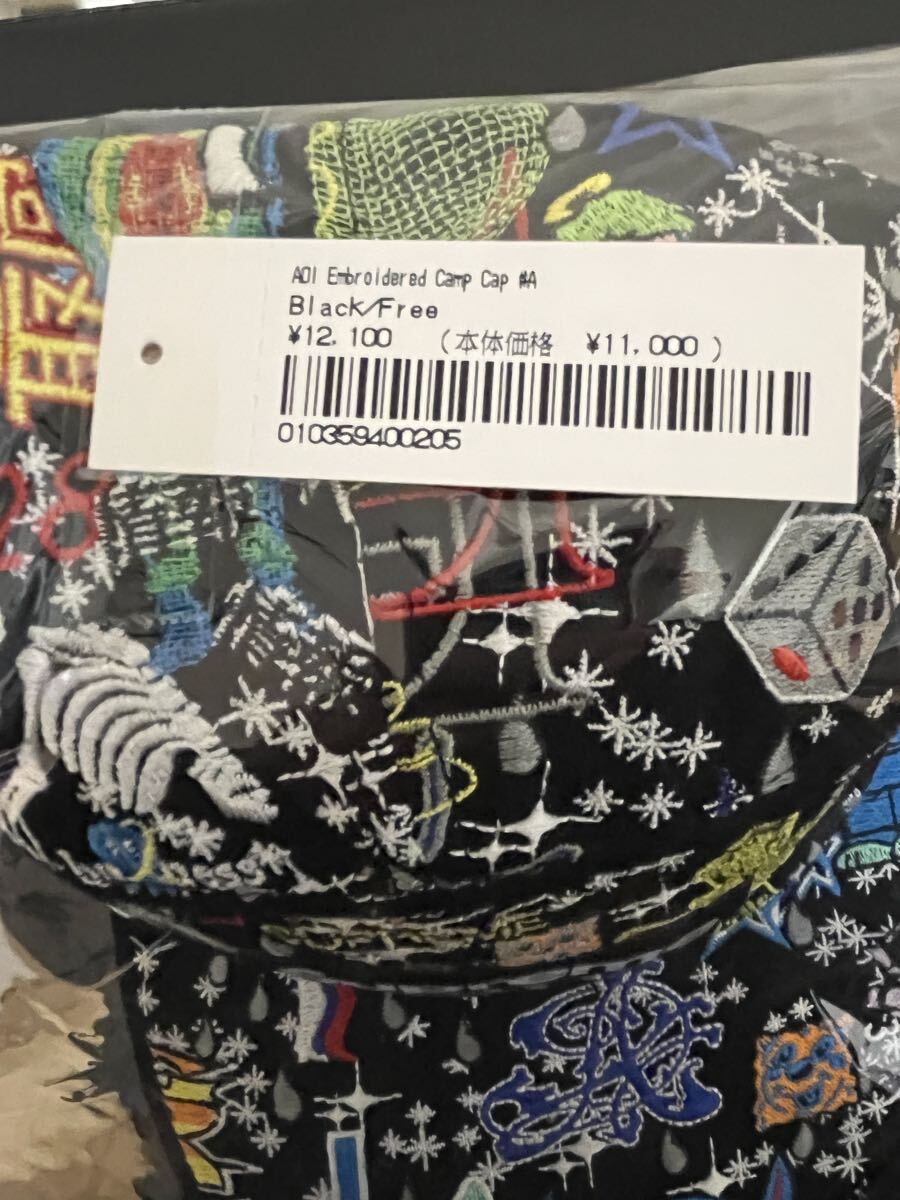 AOI Embroidered Camp Cap #A
Black/Free
¥12,100 (本体価格 ¥11,000 )
010359400205